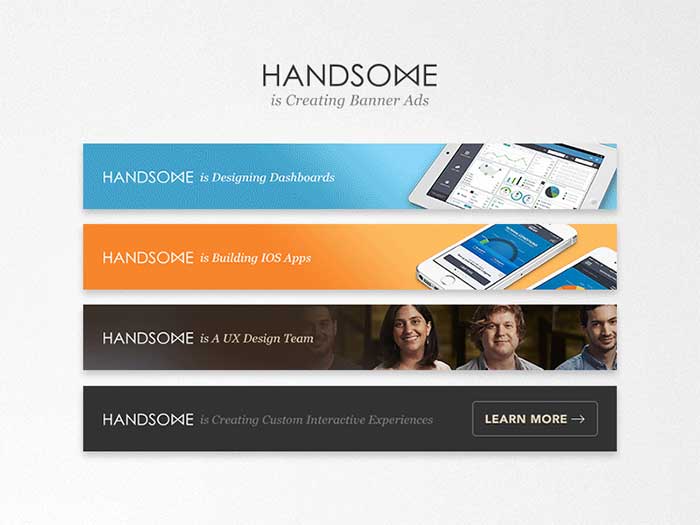 HANDSOME
is Creating Banner Ads
HANDSOME is Designing Dashboards
HANDSOME is Building IOS Apps
HANDSOME is A UX Design Team
HANDSOME is Creating Custom Interactive Experiences
LEARN MORE →